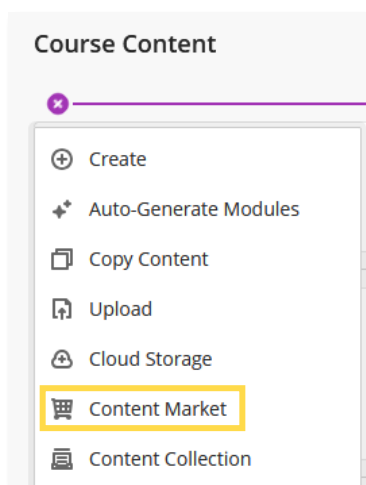 Course Content
Create
Auto-Generate Modules
Copy Content
Upload
Cloud Storage
Content Market
Content Collection